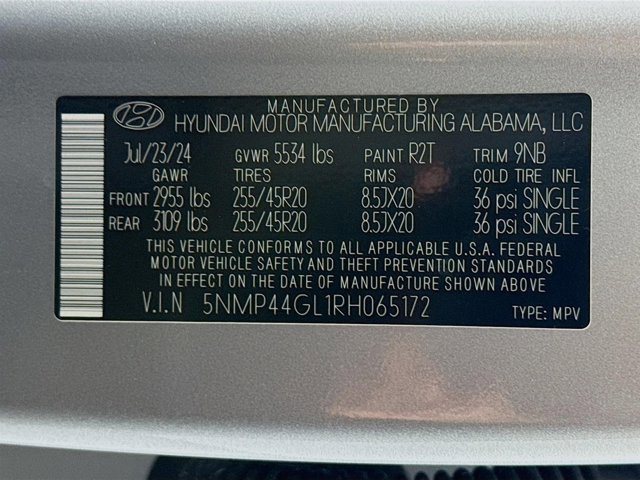 MANUFACTURED BY
HYUNDAI MOTOR MANUFACTURING ALABAMA, LLC
Jul/23/24 GVWR 5534 lbs PAINT R2T TRIM 9NB
GAWR TIRES RIMS COLD TIRE INFL
FRONT 2955 lbs 255/45R20 8.5JX20 36 psi SINGLE
REAR 3109 lbs 255/45R20 8.5JX20 36 psi SINGLE
THIS VEHICLE CONFORMS TO ALL APPLICABLE U.S.A. FEDERAL
MOTOR VEHICLE SAFETY AND THEFT PREVENTION STANDARDS
IN EFFECT ON THE DATE OF MANUFACTURE SHOWN ABOVE
V.I.N 5NMP44GL1RH065172 TYPE: MPV